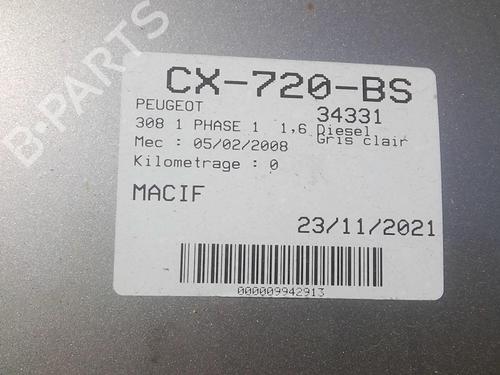 CX-720-BS
PEUGEOT 34331
308 1 PHASE 1 1,6 Diesel
Mec : 05/02/2008 Gris clair
Kilometrage : 0
MACIF
23/11/2021
000009942913
B-PARTS